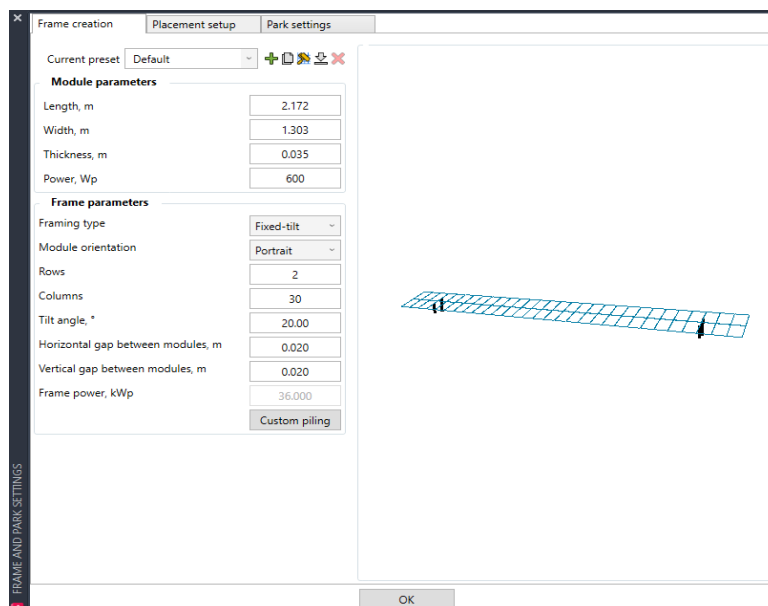 Frame creation
Placement setup
Park settings
Current preset Default
Module parameters
Length, m 2.172
Width, m 1.303
Thickness, m 0.035
Power, Wp 600
Frame parameters
Framing type Fixed-tilt
Module orientation Portrait
Rows 2
Columns 30
Tilt angle, ° 20.00
Horizontal gap between modules, m 0.020
Vertical gap between modules, m 0.020
Frame power, kWp 36.000
Custom piling
FRAME AND PARK SETTINGS
OK